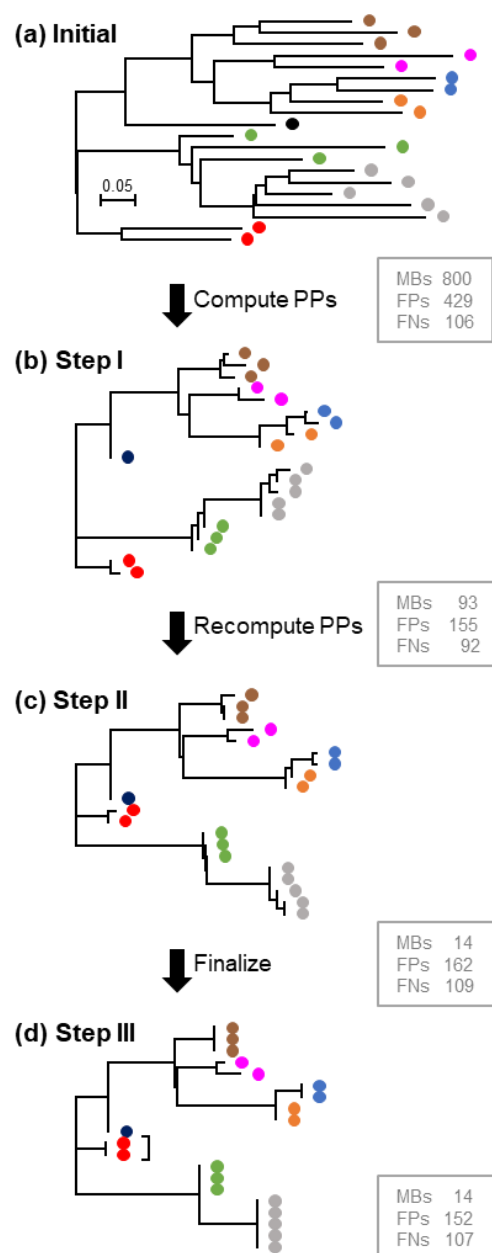 (a) Initial
0.05
Compute PPs
MBs 800
FPs 429
FNs 106
(b) Step I
Recompute PPs
MBs 93
FPs 155
FNs 92
(c) Step II
Finalize
MBs 14
FPs 162
FNs 109
(d) Step III
MBs 14
FPs 152
FNs 107